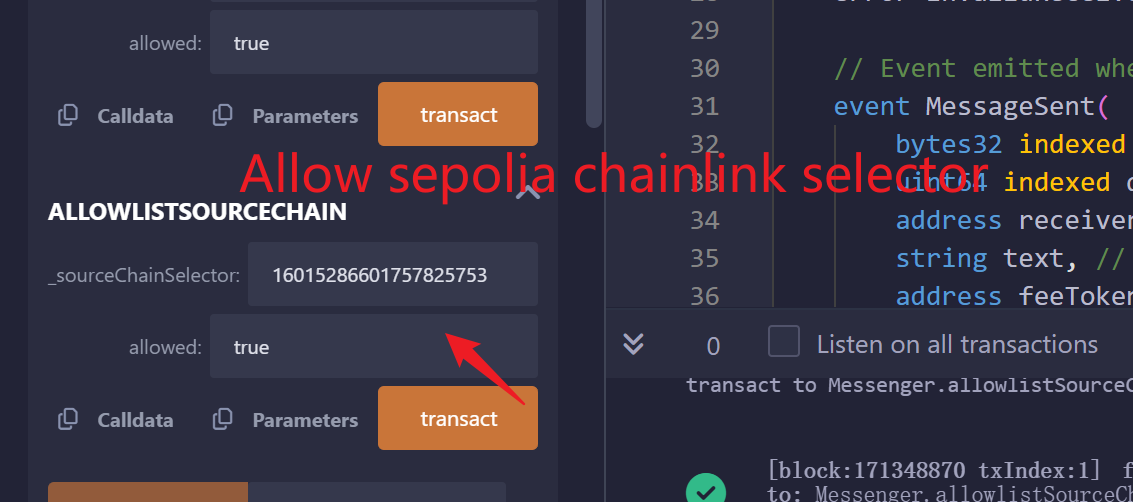 allowed:
true
Calldata
Parameters
transact
Allow sepolia chainlink selector
ALLOWLISTSOURCECHAIN
_sourceChainSelector:
16015286601757825753
allowed:
true
Calldata
Parameters
transact
29
30 // Event emitted whe
31 event MessageSent(
32 bytes32 indexed
33 uint64 indexed
34 address receiver
35 string text, //
36 address feeToken
0
Listen on all transactions
transact to Messenger.allowlistSourceC
[block:171348870 txIndex:1] f
to: Messenger.allowlistSourceCh